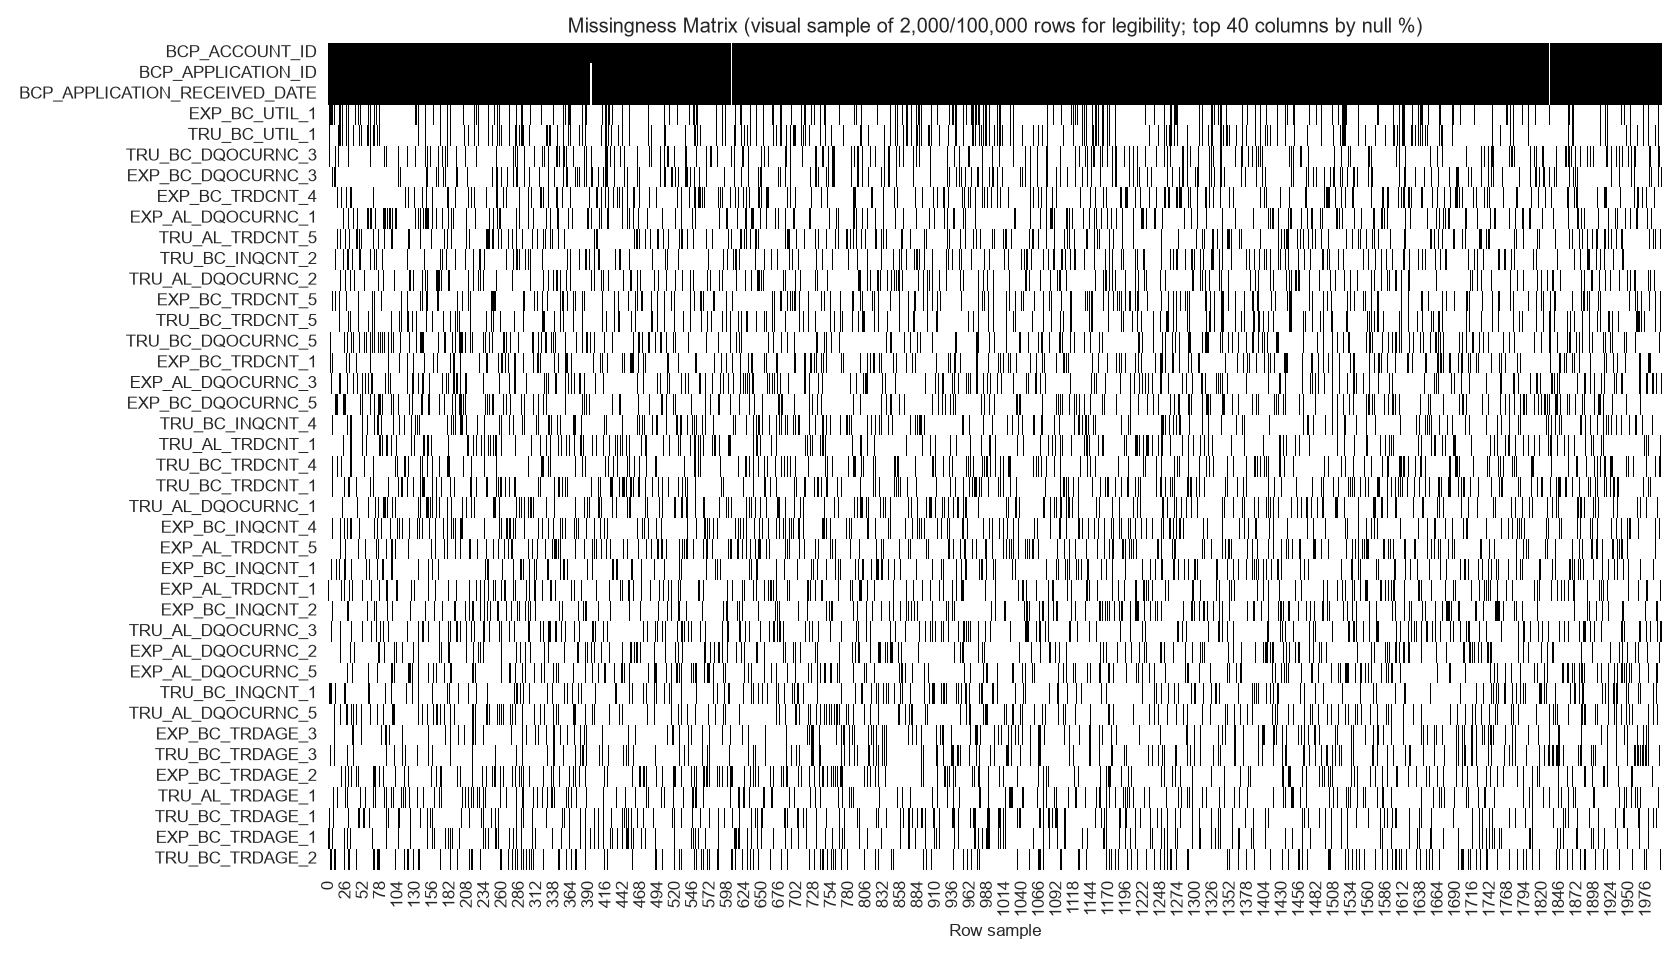 Missingness Matrix (visual sample of 2,000/100,000 rows for legibility; top 40 columns by null %)
BCP_ACCOUNT_ID
BCP_APPLICATION_ID
BCP_APPLICATION_RECEIVED_DATE
EXP_BC_UTIL_1
TRU_BC_UTIL_1
TRU_BC_DQOCURNC_3
EXP_BC_DQOCURNC_3
EXP_BC_TRDCNT_4
EXP_AL_DQOCURNC_1
TRU_AL_TRDCNT_5
TRU_BC_INQCNT_2
TRU_AL_DQOCURNC_2
EXP_BC_TRDCNT_5
TRU_BC_TRDCNT_5
TRU_BC_DQOCURNC_5
EXP_BC_TRDCNT_1
EXP_AL_DQOCURNC_3
EXP_BC_DQOCURNC_5
TRU_BC_INQCNT_4
TRU_AL_TRDCNT_1
TRU_BC_TRDCNT_4
TRU_BC_TRDCNT_1
TRU_AL_DQOCURNC_1
EXP_BC_INQCNT_4
EXP_AL_TRDCNT_5
EXP_BC_INQCNT_1
EXP_AL_TRDCNT_1
EXP_BC_INQCNT_2
TRU_AL_DQOCURNC_3
EXP_AL_DQOCURNC_2
EXP_AL_DQOCURNC_5
TRU_BC_INQCNT_1
TRU_AL_DQOCURNC_5
EXP_BC_TRDAGE_3
TRU_BC_TRDAGE_3
EXP_BC_TRDAGE_2
TRU_AL_TRDAGE_1
TRU_BC_TRDAGE_1
EXP_BC_TRDAGE_1
TRU_BC_TRDAGE_2
0 26 52 78 104 130 156 182 208 234 260 286 312 338 364 390 416 442 468 494 520 546 572 598 624 650 676 702 728 754 780 806 832 858 884 910 936 962 988 1014 1040 1066 1092 1118 1144 1170 1196 1222 1248 1274 1300 1326 1352 1378 1404 1430 1456 1482 1508 1534 1560 1586 1612 1638 1664 1690 1716 1742 1768 1794 1820 1846 1872 1898 1924 1950 1976
Row sample